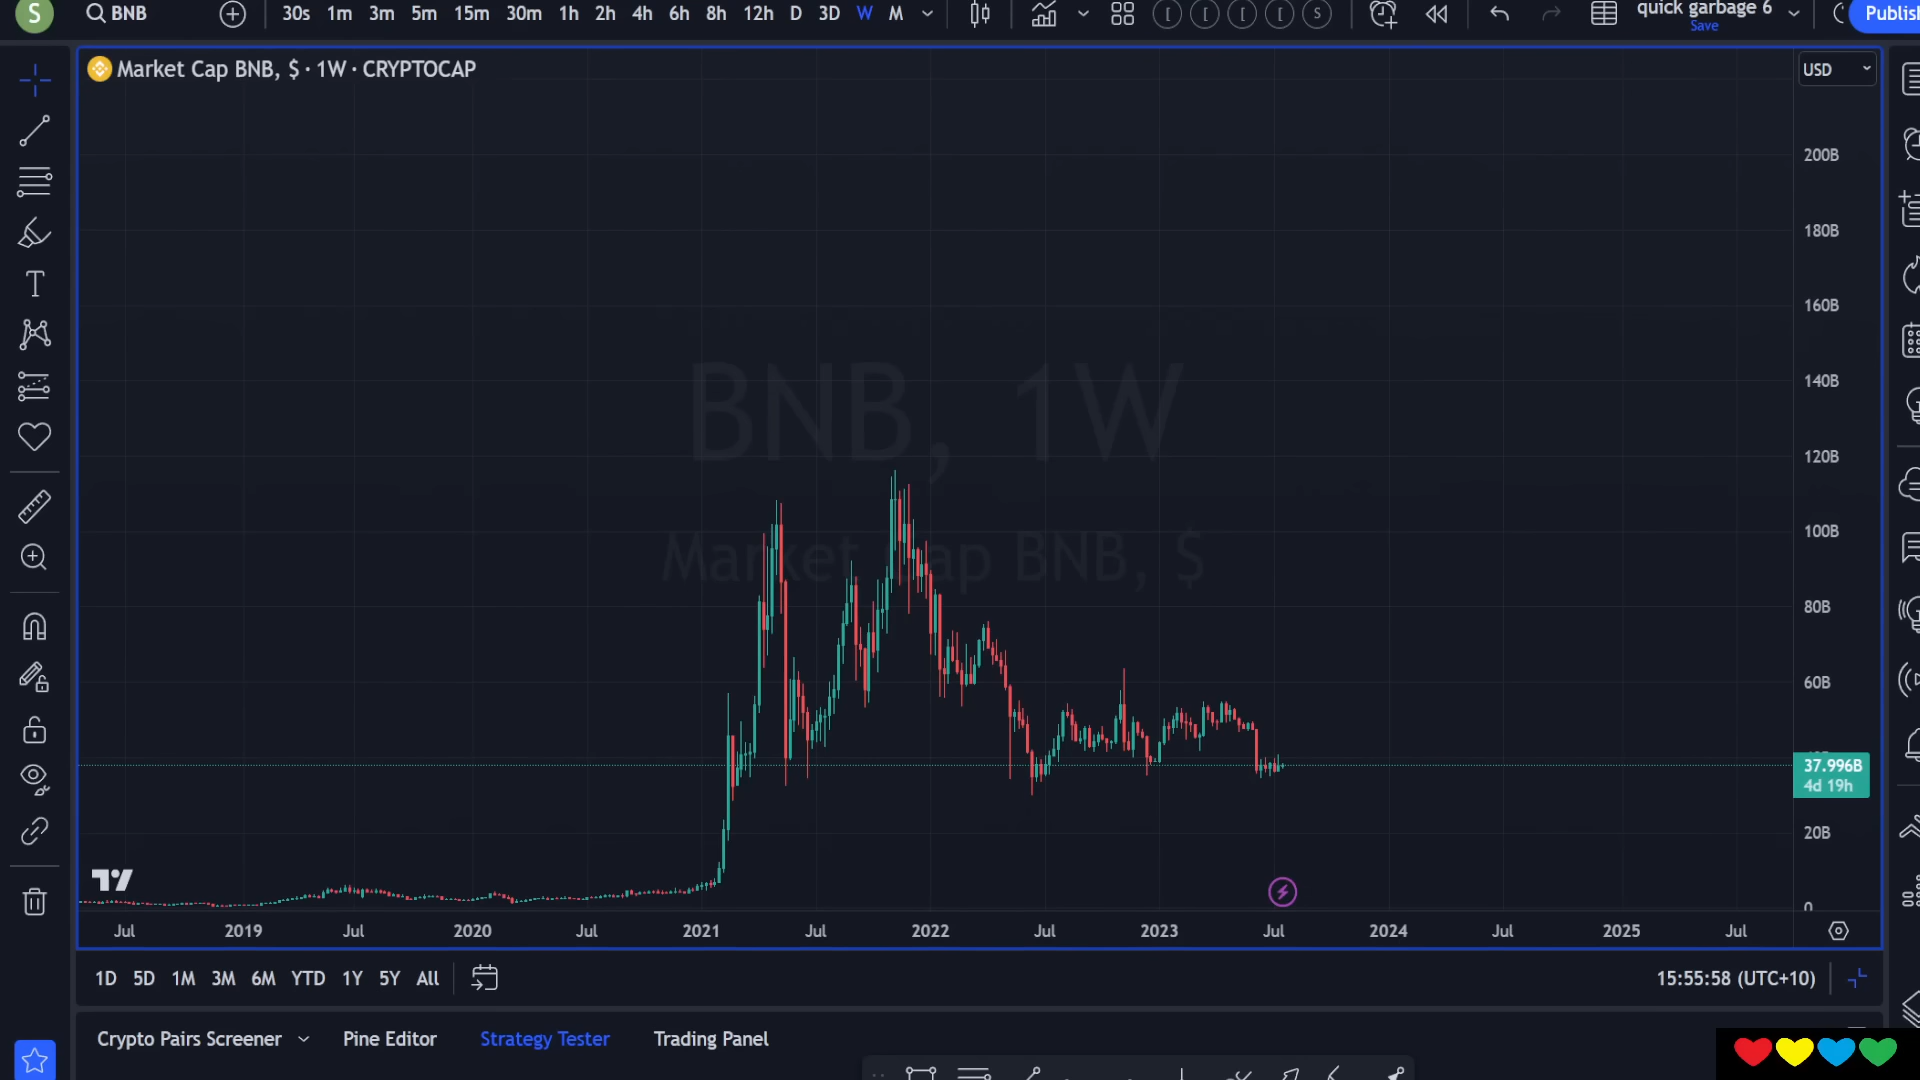 S BNB 30s 1m 3m 5m 15m 30m 1h 2h 4h 6h 8h 12h D 3D W M [ [ [ [ S quick garbage 6 Publish
Save
Market Cap BNB, $ · 1W · CRYPTOCAP USD
200B
180B
160B
140B
BNB, 1W
120B
100B
Market Cap BNB, $
80B
60B
37.996B
4d 19h
20B
0
Jul 2019 Jul 2020 Jul 2021 Jul 2022 Jul 2023 Jul 2024 Jul 2025 Jul
1D 5D 1M 3M 6M YTD 1Y 5Y All 15:55:58 (UTC+10)
Crypto Pairs Screener Pine Editor Strategy Tester Trading Panel